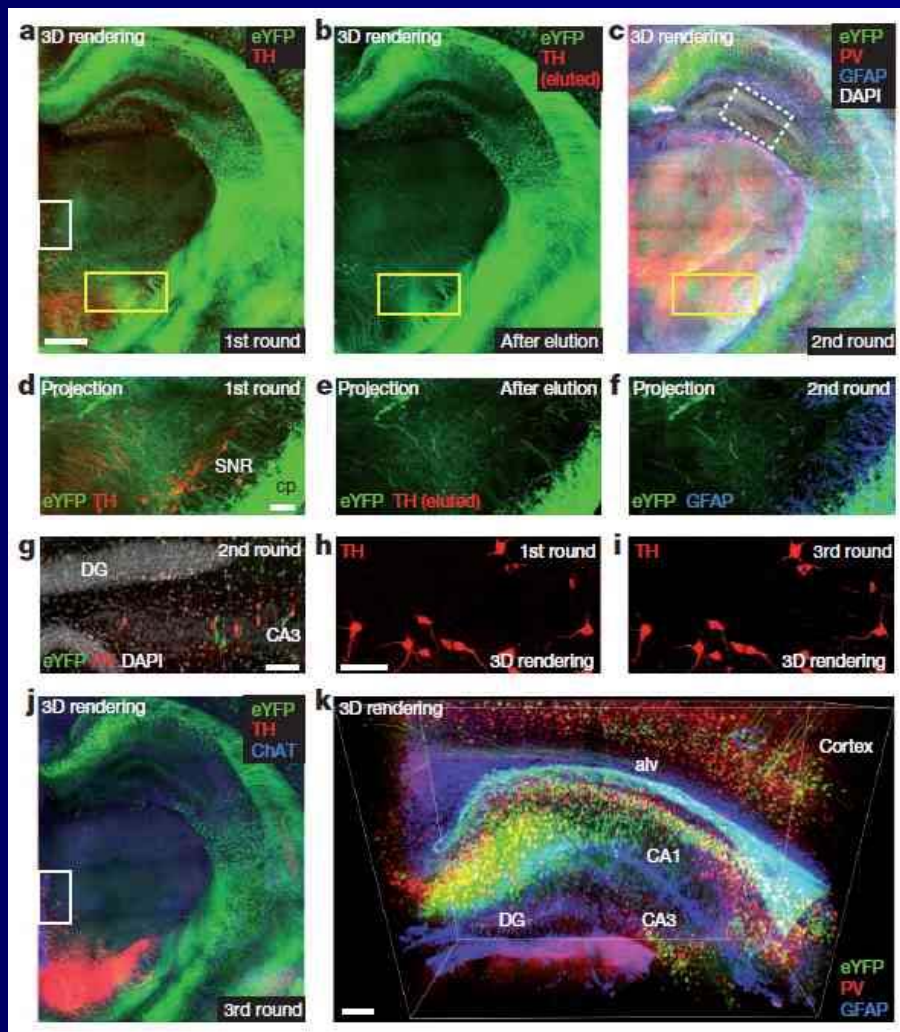 a 3D rendering eYFP
TH
1st round
b 3D rendering eYFP
TH
(eluted)
After elution
c 3D rendering eYFP
PV
GFAP
DAPI
2nd round
d Projection 1st round
SNR
cp
eYFP TH
e Projection After elution
eYFP TH (eluted)
f Projection 2nd round
eYFP GFAP
g 2nd round
DG
CA3
eYFP PV DAPI
h TH 1st round
3D rendering
i TH 3rd round
3D rendering
j 3D rendering eYFP
TH
ChAT
3rd round
k 3D rendering
Cortex
alv
CA1
DG CA3
eYFP
PV
GFAP